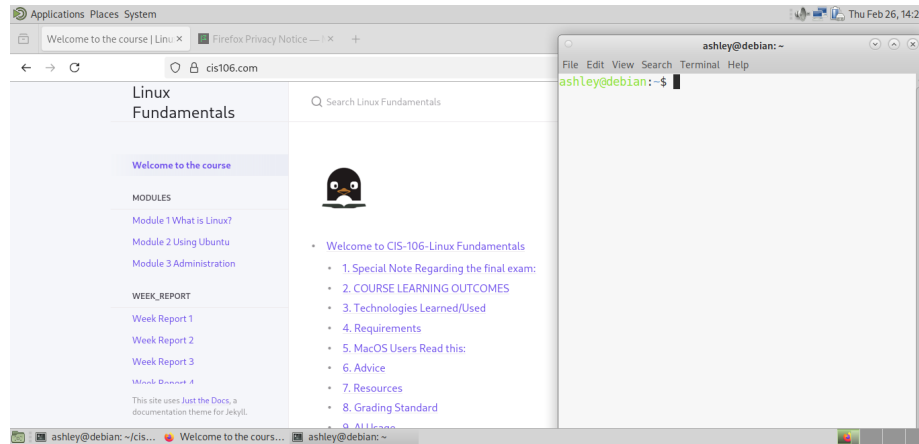 Applications Places System
Thu Feb 26, 14:2
Welcome to the course | Linu ×
Firefox Privacy Notice — ×
cis106.com
Linux
Fundamentals
Search Linux Fundamentals
Welcome to the course
MODULES
Module 1 What is Linux?
Module 2 Using Ubuntu
Module 3 Administration
WEEK_REPORT
Week Report 1
Week Report 2
Week Report 3
Week Report 4
This site uses Just the Docs, a
documentation theme for Jekyll.
• Welcome to CIS-106-Linux Fundamentals
• 1. Special Note Regarding the final exam:
• 2. COURSE LEARNING OUTCOMES
• 3. Technologies Learned/Used
• 4. Requirements
• 5. MacOS Users Read this:
• 6. Advice
• 7. Resources
• 8. Grading Standard
• 9. AI Usage
ashley@debian: ~
File Edit View Search Terminal Help
ashley@debian:~$
ashley@debian: ~/cis...
Welcome to the cours...
ashley@debian: ~